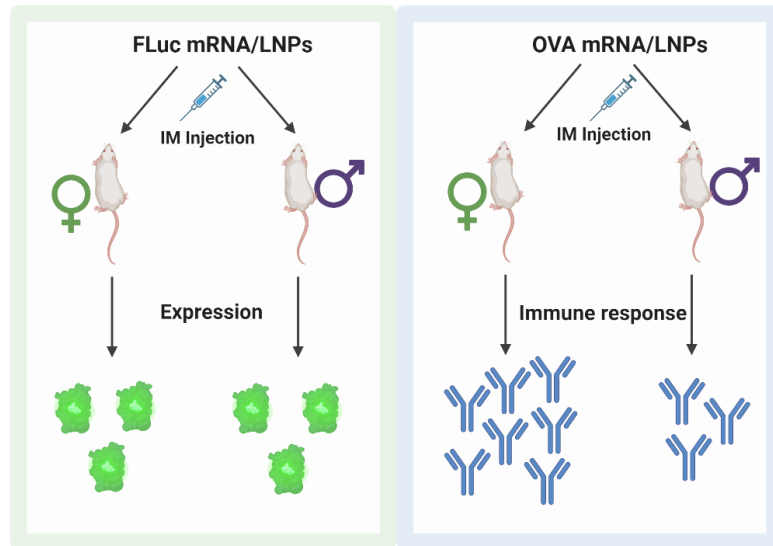 FLuc mRNA/LNPs
IM Injection
Expression
OVA mRNA/LNPs
IM Injection
Immune response